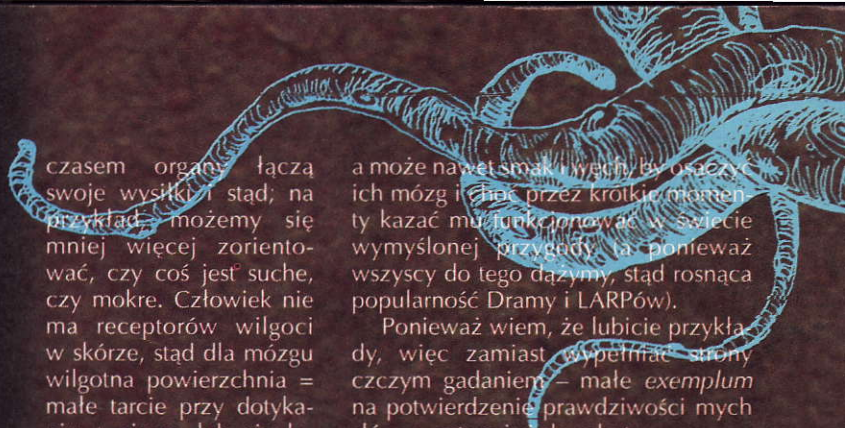 czasem organy łączą
swoje wysiłki i stąd; na
przykład, możemy się
mniej więcej zoriento-
wać, czy coś jest suche,
czy mokre. Człowiek nie
ma receptorów wilgoci
w skórze, stąd dla mózgu
wilgotna powierzchnia =
małe tarcie przy dotyka-
a może nawet smak i węch, by osaczyć
ich mózg i choć przez krótkie momen-
ty kazać mu funkcjonować w świecie
wymyślonej przygody (a ponieważ
wszyscy do tego dążymy, stąd rosnąca
popularność Dramy i LARPów).
Ponieważ wiem, że lubicie przykła-
dy, więc zamiast wypełniać strony
czczym gadaniem – małe exemplum
na potwierdzenie prawdziwości mych